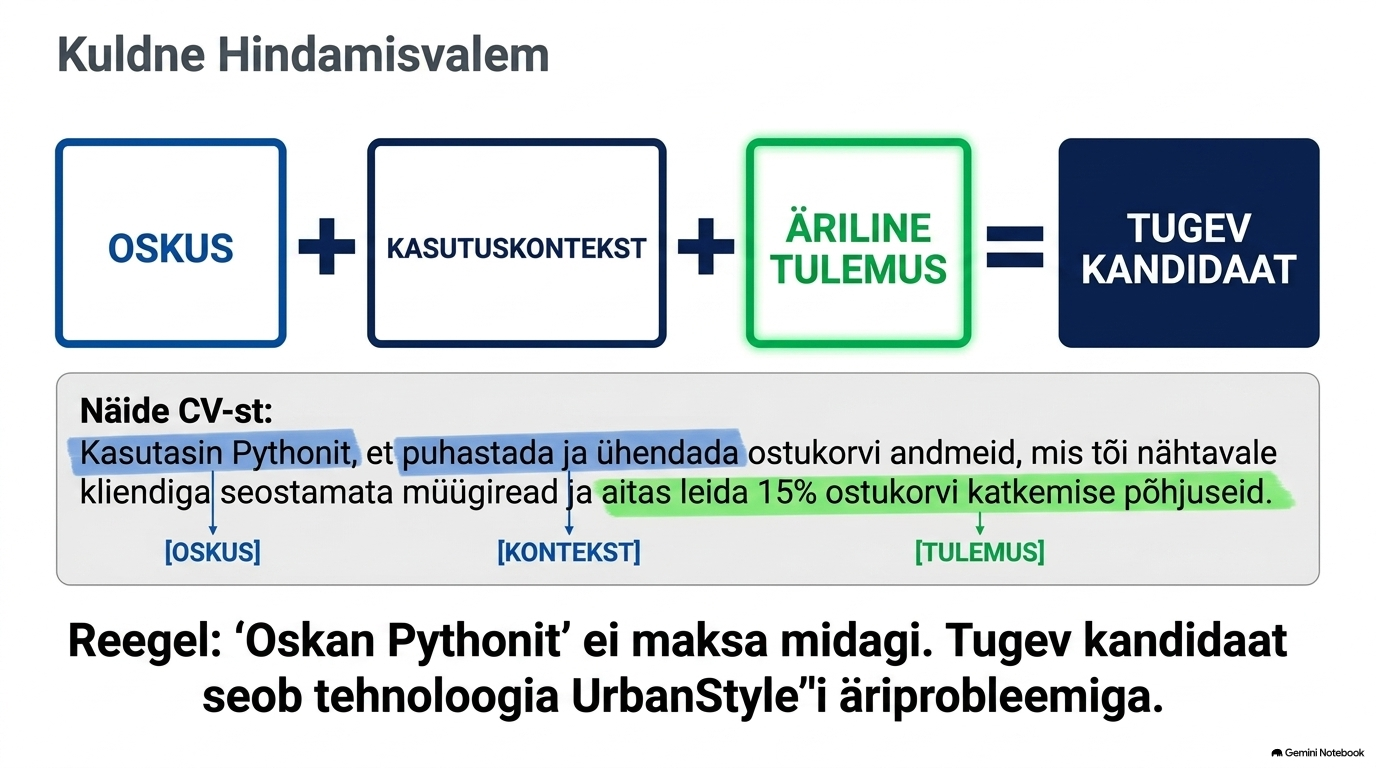 Kuldne Hindamisvalem
OSKUS
+
KASUTUSKONTEKST
+
ÄRILINE
TULEMUS
=
TUGEV
KANDIDAAT
Näide CV-st:
Kasutasin Pythonit, et puhastada ja ühendada ostukorvi andmeid, mis tõi nähtavale
kliendiga seostamata müügiread ja aitas leida 15% ostukorvi katkemise põhjuseid.
[OSKUS]
[KONTEKST]
[TULEMUS]
Reegel: ‘Oskan Pythonit’ ei maksa midagi. Tugev kandidaat
seob tehnoloogia UrbanStyle"i äriprobleemiga.
Gemini Notebook